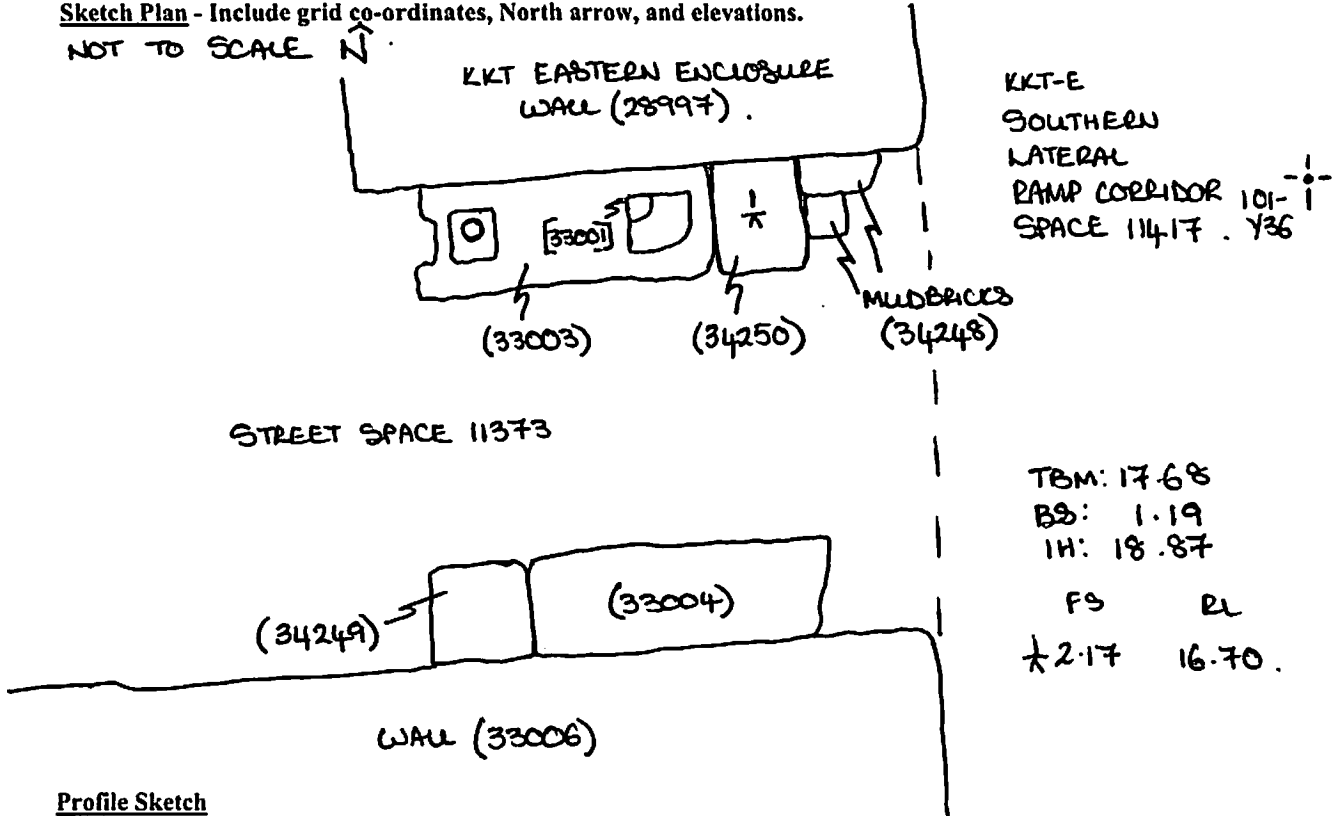 Sketch Plan - Include grid co-ordinates, North arrow, and elevations.
NOT TO SCALE N
KKT EASTERN ENCLOSURE
WALL (28997).
KKT-E
SOUTHERN
LATERAL
RAMP CORRIDOR
SPACE 11417.
101-
Y36
[33001]
MUDBRICKS
(34248)
(33003)
(34250)
STREET SPACE 11373
TBM: 17.68
BS: 1.19
IH: 18.87
FS RL
2.17 16.70.
(34249)
(33004)
WALL (33006)
Profile Sketch